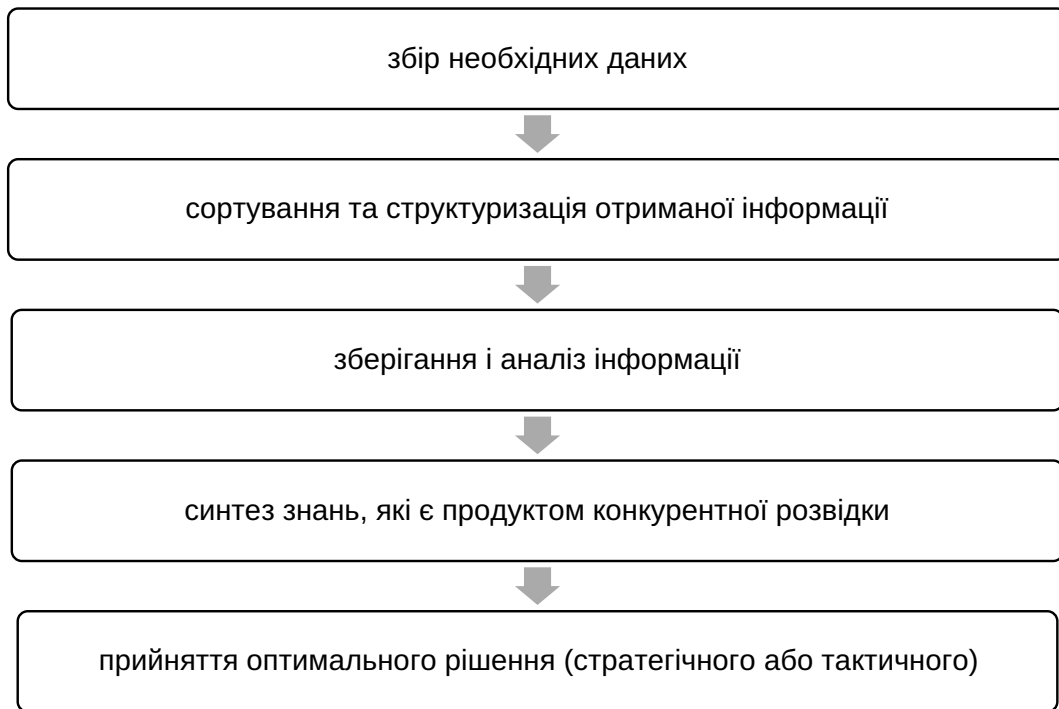 збір необхідних даних
сортування та структуризація отриманої інформації
зберігання і аналіз інформації
синтез знань, які є продуктом конкурентної розвідки
прийняття оптимального рішення (стратегічного або тактичного)